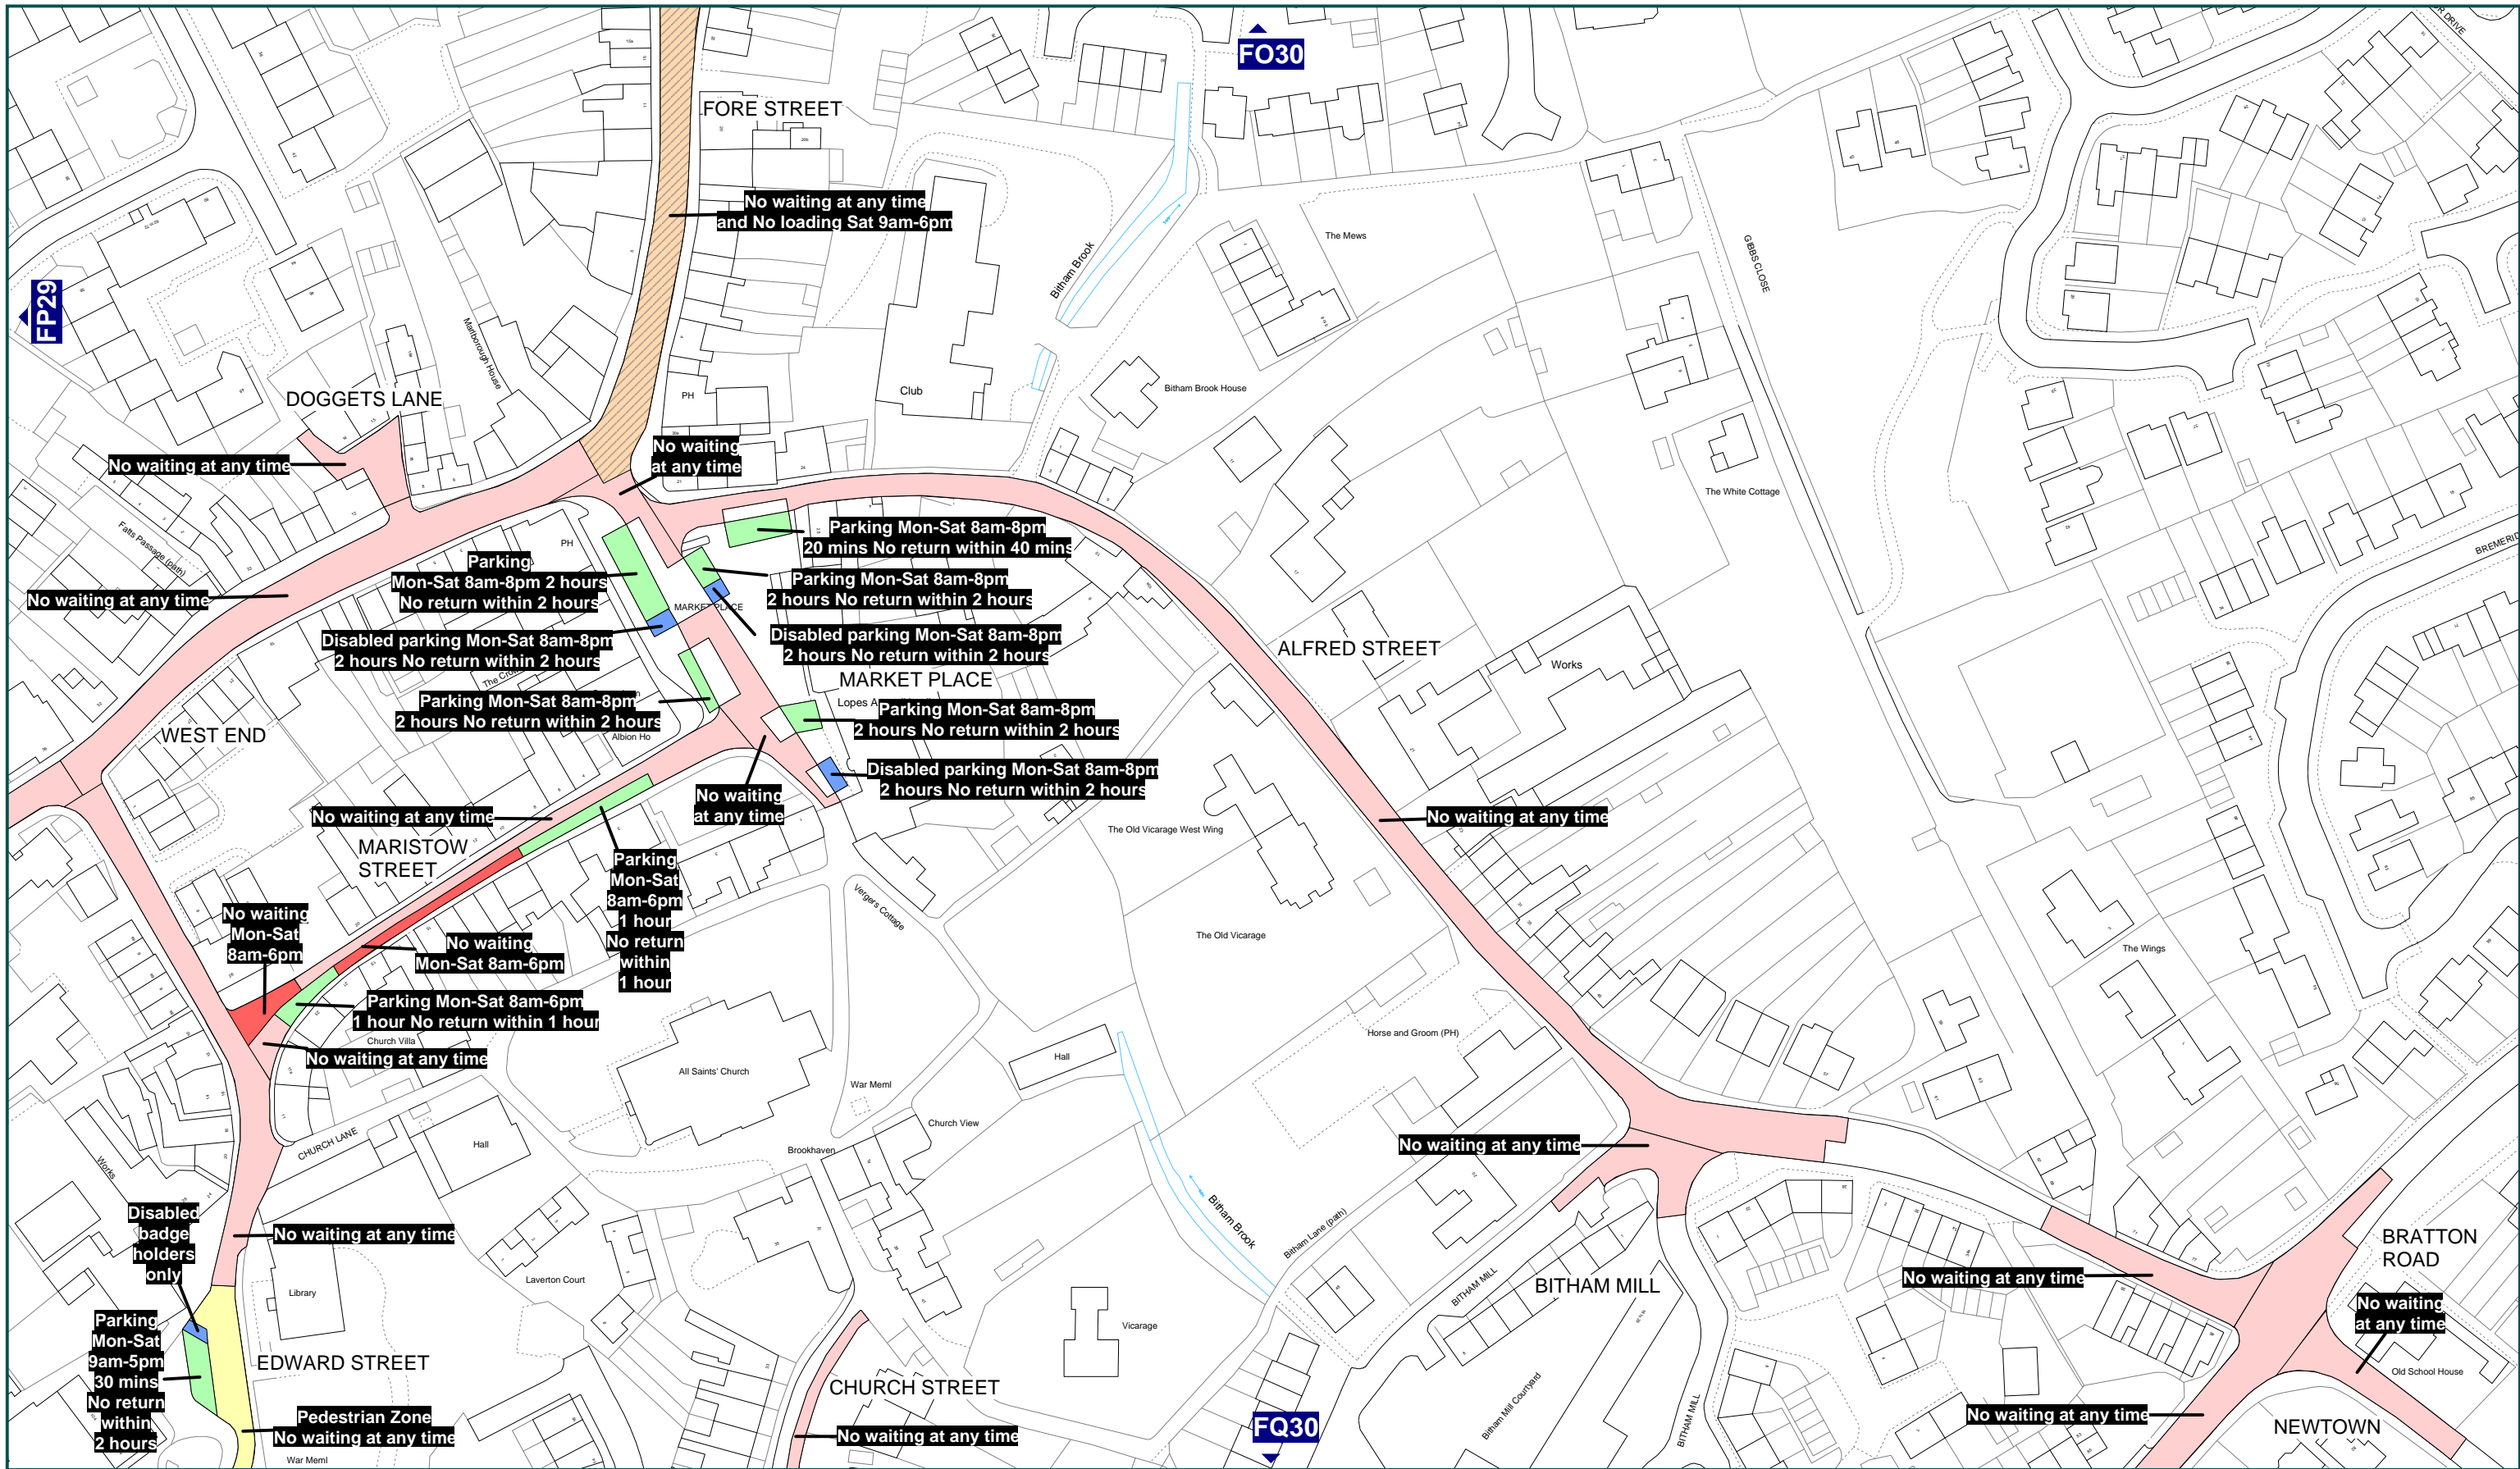 FO30
FORE STREET
No waiting at any time
and No loading Sat 9am-6pm
Bitham Brook
The Mews
GIBBS CLOSE
FP29
Marlborough House
DOGGETS LANE
PH
Club
Bitham Brook House
No waiting at any time
No waiting
at any time
The White Cottage
Fatts Passage (path)
PH
Parking Mon-Sat 8am-8pm
20 mins No return within 40 mins
Parking
Mon-Sat 8am-8pm 2 hours
No return within 2 hours
Parking Mon-Sat 8am-8pm
2 hours No return within 2 hours
No waiting at any time
MARKET PLACE
Disabled parking Mon-Sat 8am-8pm
2 hours No return within 2 hours
Disabled parking Mon-Sat 8am-8pm
2 hours No return within 2 hours
ALFRED STREET
Works
MARKET PLACE
Parking Mon-Sat 8am-8pm
2 hours No return within 2 hours
Parking Mon-Sat 8am-8pm
2 hours No return within 2 hours
WEST END
Albion Ho
Disabled parking Mon-Sat 8am-8pm
2 hours No return within 2 hours
No waiting
at any time
No waiting at any time
No waiting at any time
The Old Vicarage West Wing
MARISTOW
STREET
Parking
Mon-Sat
8am-6pm
1 hour
No return
within
1 hour
Vergers Cottage
No waiting
Mon-Sat
8am-6pm
No waiting
Mon-Sat 8am-6pm
The Old Vicarage
The Wings
Parking Mon-Sat 8am-6pm
1 hour No return within 1 hour
Church Villa
No waiting at any time
Horse and Groom (PH)
Hall
All Saints' Church
War Meml
Church View
CHURCH LANE
Hall
Brookhaven
No waiting at any time
Works
Bitham Brook
Bitham Lane (path)
Disabled
badge
holders
only
No waiting at any time
Laverton Court
Library
BITHAM MILL
BITHAM MILL
No waiting at any time
BRATTON
ROAD
No waiting
at any time
Parking
Mon-Sat
9am-5pm
30 mins
No return
within
2 hours
Vicarage
EDWARD STREET
Old School House
CHURCH STREET
Bitham Mill Courtyard
BITHAM MILL
Pedestrian Zone
No waiting at any time
No waiting at any time
FQ30
No waiting at any time
NEWTOWN
War Meml